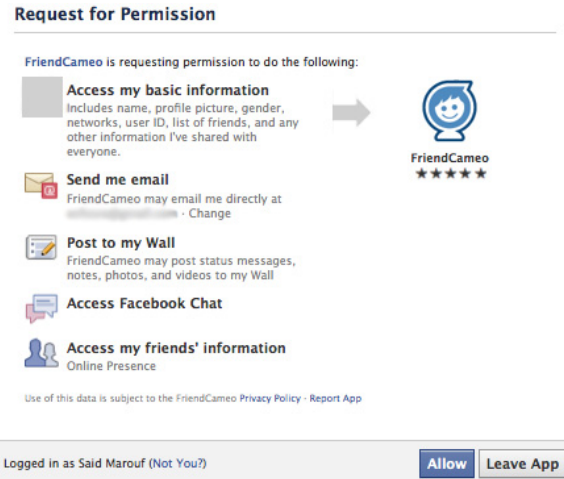 Request for Permission
FriendCameo is requesting permission to do the following:
Access my basic information
Includes name, profile picture, gender,
networks, user ID, list of friends, and any
other information I've shared with
everyone.
FriendCameo
★★★★★
Send me email
FriendCameo may email me directly at
· Change
Post to my Wall
FriendCameo may post status messages,
notes, photos, and videos to my Wall
Access Facebook Chat
Access my friends' information
Online Presence
Use of this data is subject to the FriendCameo Privacy Policy · Report App
Logged in as Said Marouf (Not You?)
Allow
Leave App